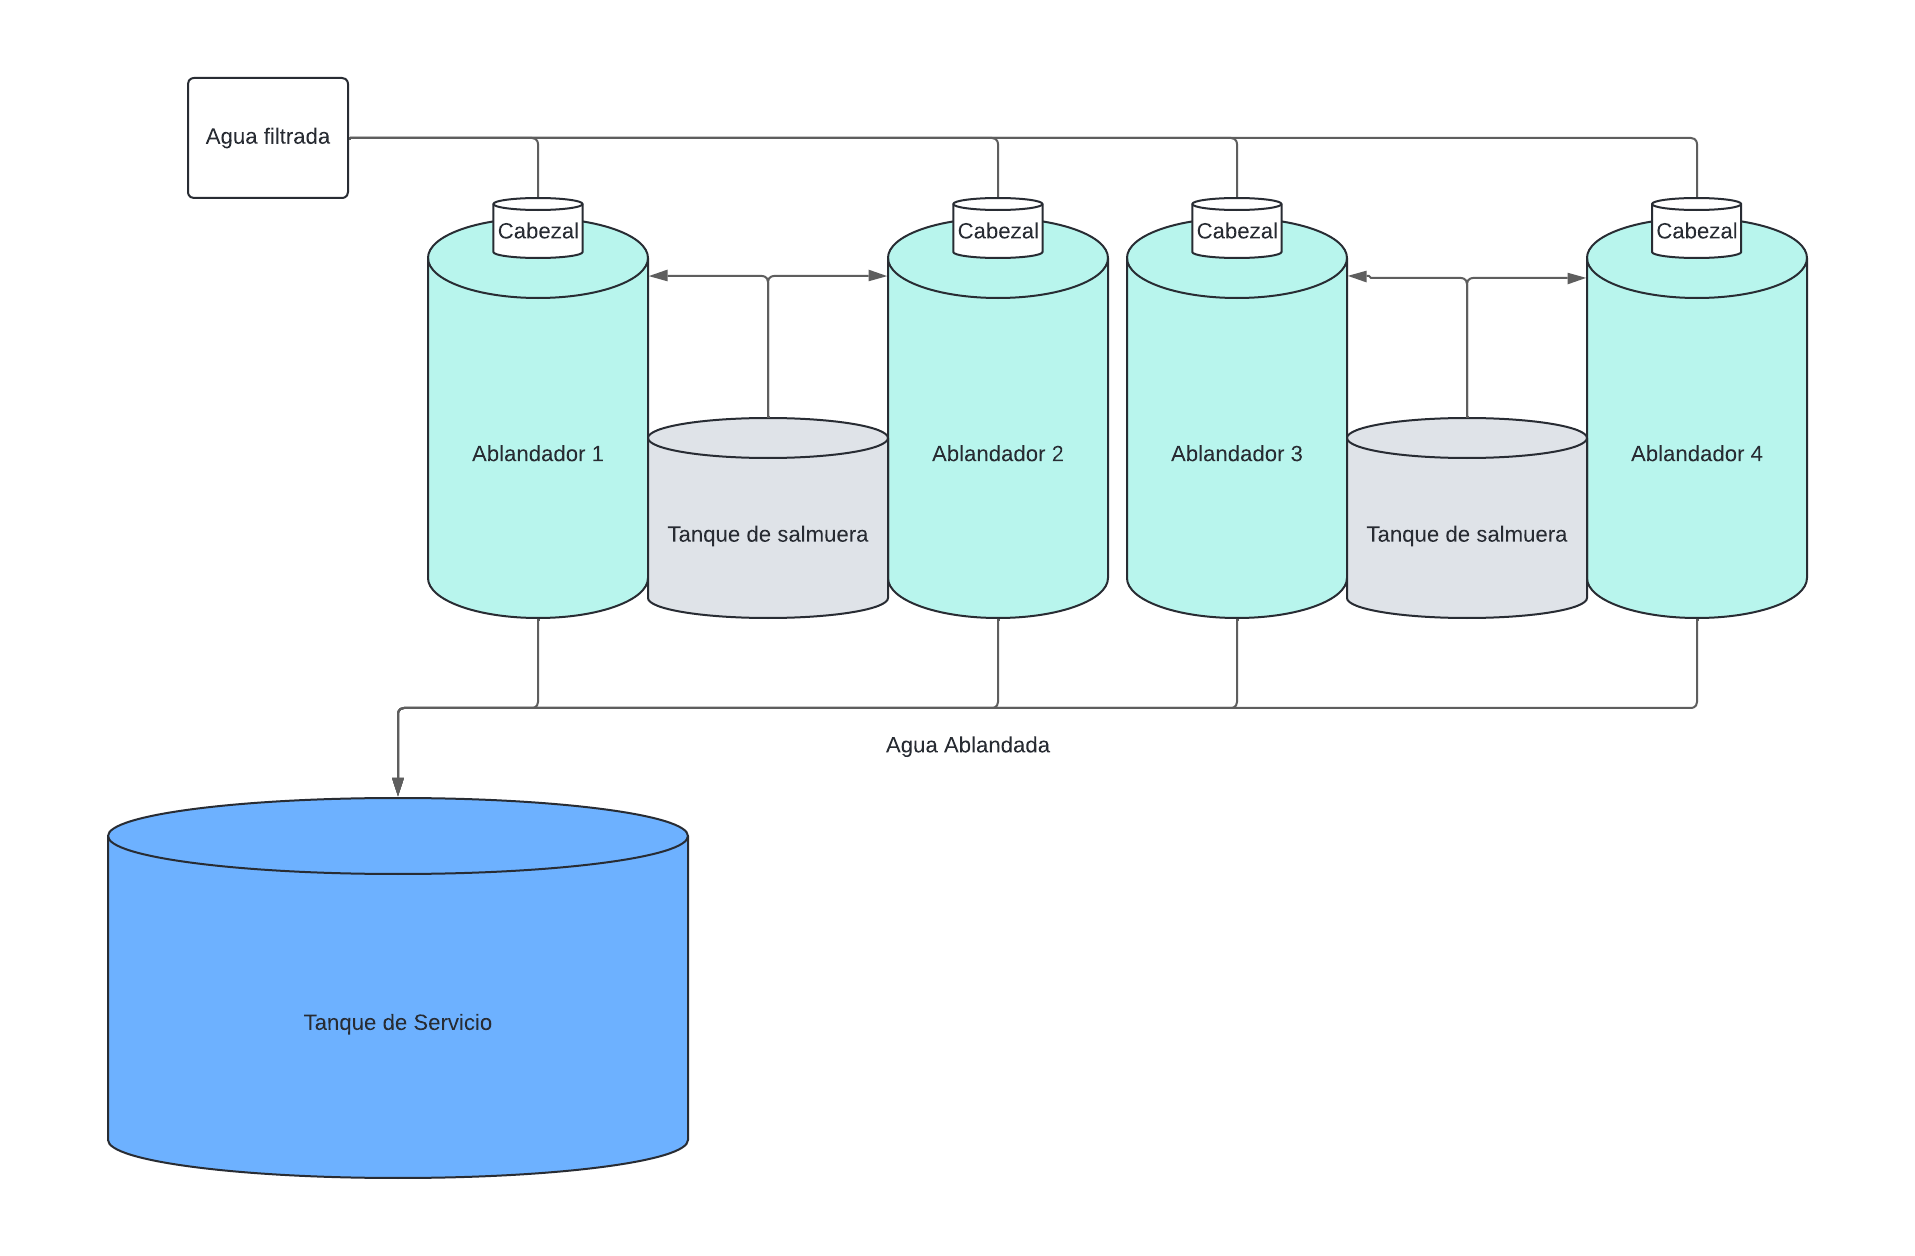 Agua filtrada
Cabezal
Cabezal
Cabezal
Cabezal
Ablandador 1
Ablandador 2
Ablandador 3
Ablandador 4
Tanque de salmuera
Tanque de salmuera
Agua Ablandada
Tanque de Servicio